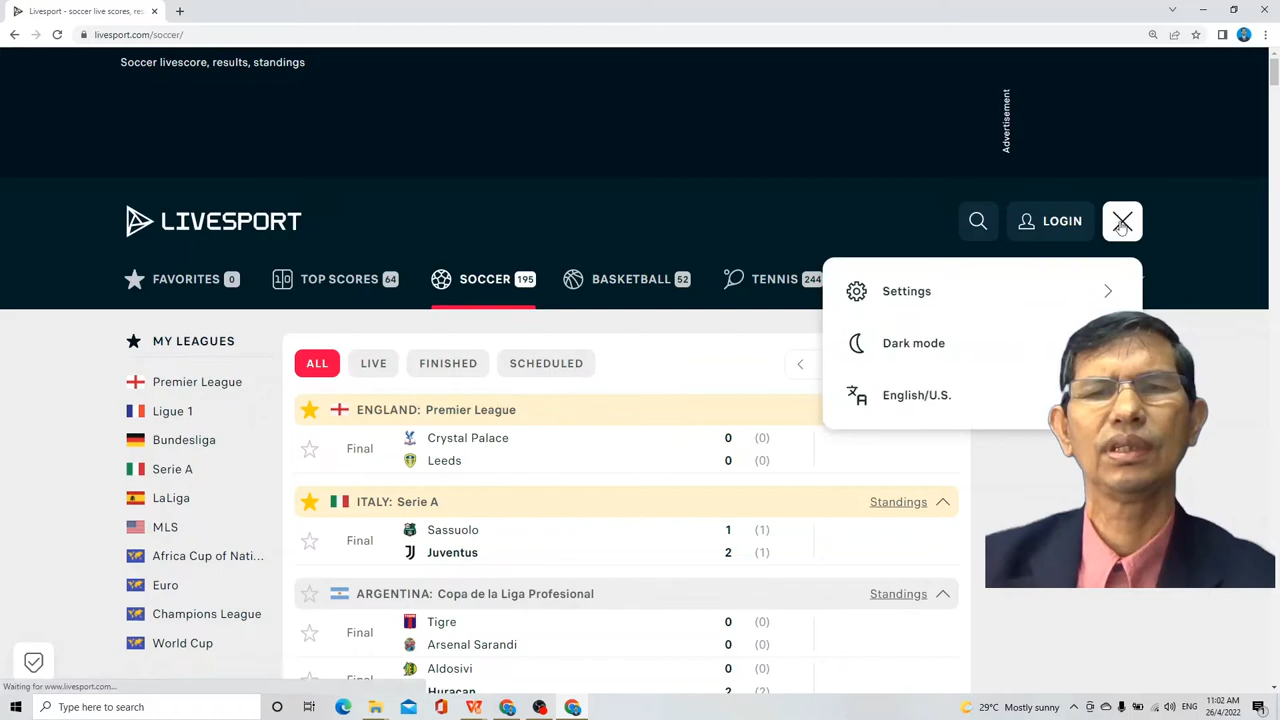 Livesport - soccer live scores, res
livesport.com/soccer/
Soccer livescore, results, standings
Advertisement
LIVESPORT
LOGIN
FAVORITES 0
TOP SCORES 64
SOCCER 195
BASKETBALL 52
TENNIS 244
Settings
Dark mode
English/U.S.
MY LEAGUES
Premier League
Ligue 1
Bundesliga
Serie A
LaLiga
MLS
Africa Cup of Nati...
Euro
Champions League
World Cup
ALL LIVE FINISHED SCHEDULED
ENGLAND: Premier League
Final
Crystal Palace 0 (0)
Leeds 0 (0)
ITALY: Serie A Standings
Final
Sassuolo 1 (1)
Juventus 2 (1)
ARGENTINA: Copa de la Liga Profesional Standings
Final
Tigre 0 (0)
Arsenal Sarandi 0 (0)
Aldosivi 0 (0)
Final
Huracan 2 (2)
Waiting for www.livesport.com...
Type here to search
29°C Mostly sunny
ENG
11:02 AM
26/4/2022